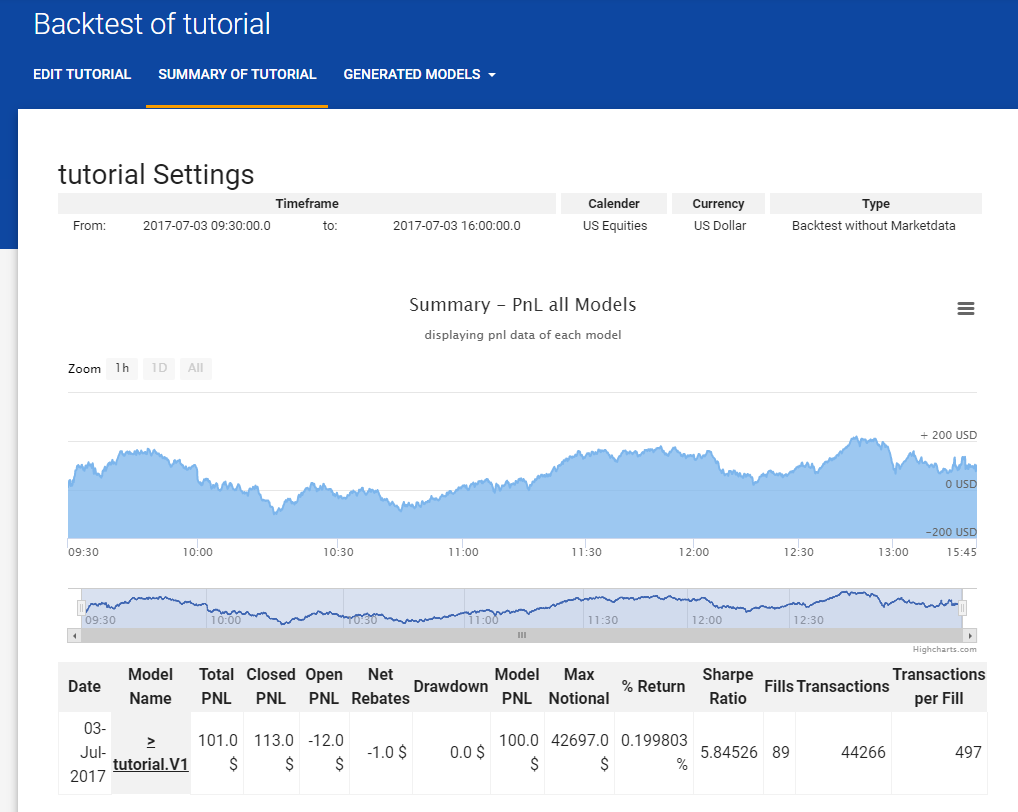 Backtest of tutorial
EDIT TUTORIAL SUMMARY OF TUTORIAL GENERATED MODELS
tutorial Settings
Timeframe Calender Currency Type
From: 2017-07-03 09:30:00.0 to: 2017-07-03 16:00:00.0 US Equities US Dollar Backtest without Marketdata
Summary - PnL all Models
displaying pnl data of each model
Zoom 1h 1D All
+ 200 USD
0 USD
-200 USD
09:30 10:00 10:30 11:00 11:30 12:00 12:30 13:00 15:45
09:30 10:00 10:30 11:00 11:30 12:00 12:30
Highcharts.com
Date Model Name Total PNL Closed PNL Open PNL Net Rebates Drawdown Model PNL Max Notional % Return Sharpe Ratio Fills Transactions Transactions per Fill
03-Jul-2017 > tutorial.V1 101.0 $ 113.0 $ -12.0 $ -1.0 $ 0.0 $ 100.0 $ 42697.0 $ 0.199803 % 5.84526 89 44266 497